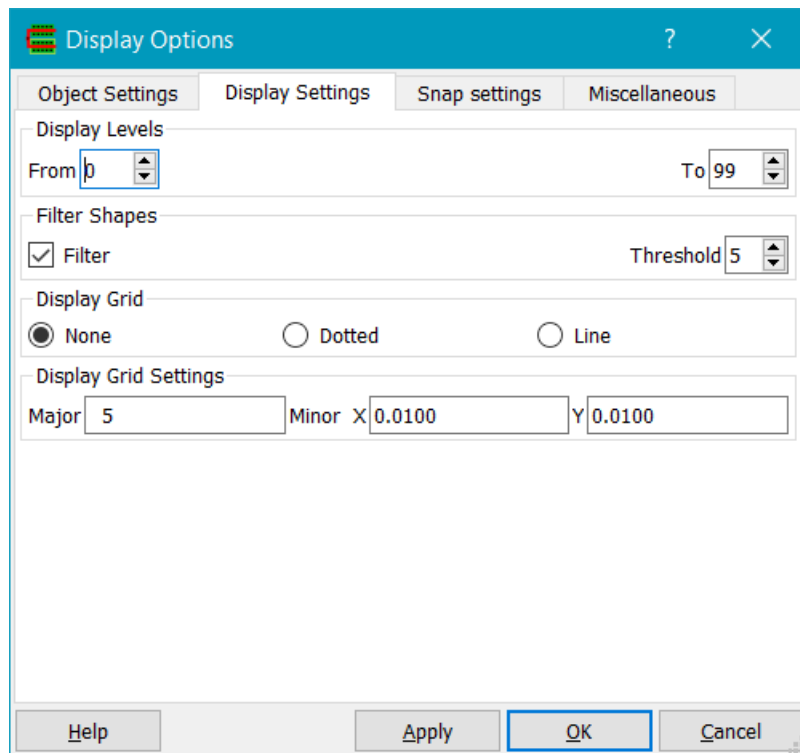 Display Options ?
Object Settings Display Settings Snap settings Miscellaneous
Display Levels
From 0 To 99
Filter Shapes
Filter Threshold 5
Display Grid
None Dotted Line
Display Grid Settings
Major 5 Minor X 0.0100 Y 0.0100
Help Apply OK Cancel